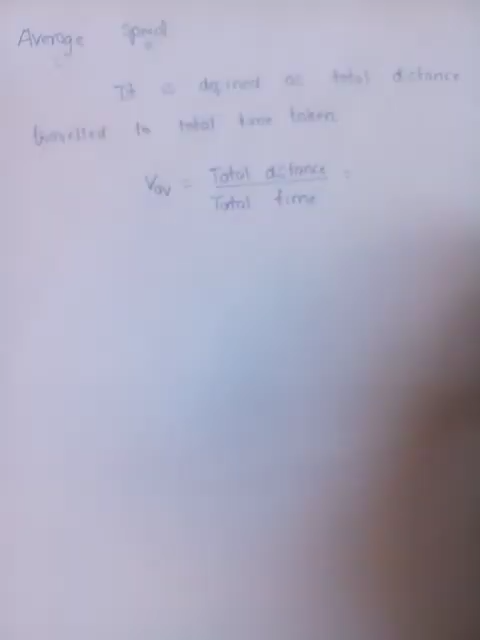 Average Speed
It is defined as total distance
travelled to total time taken
Vav = Total distance
Total time